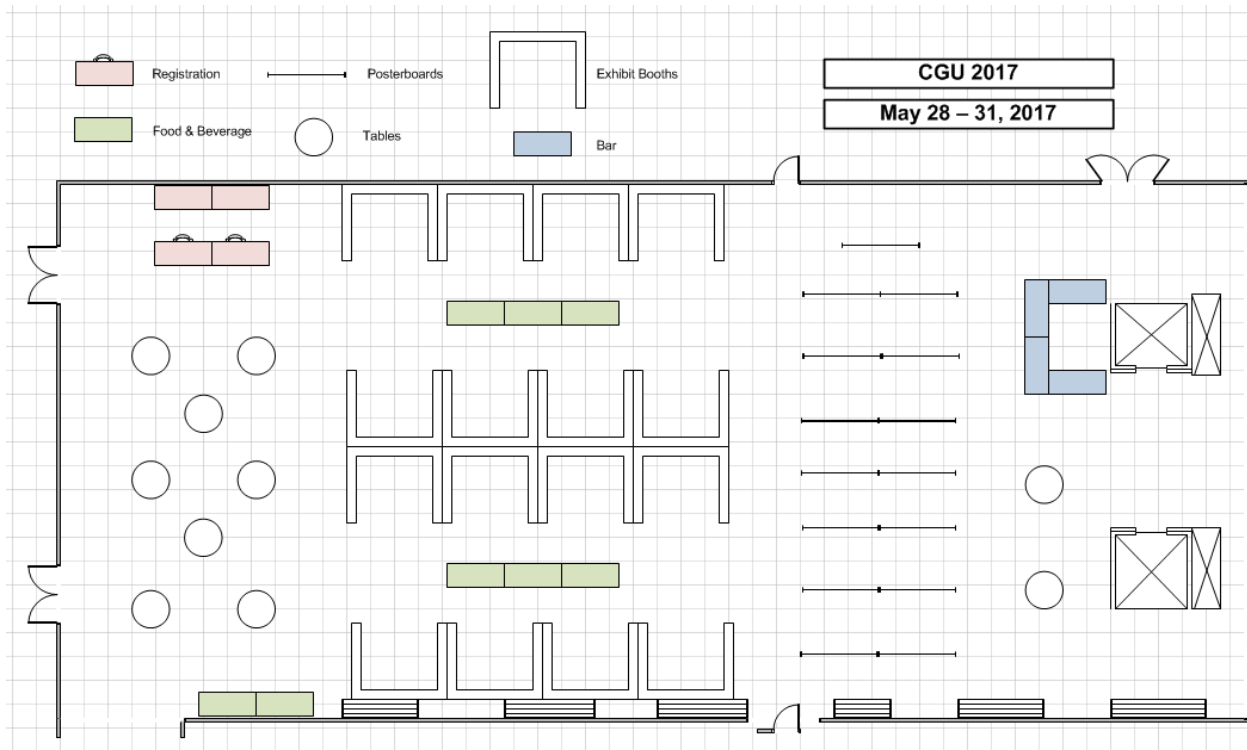 Registration
Posterboards
Exhibit Booths
CGU 2017
Food & Beverage
Tables
Bar
May 28 – 31, 2017